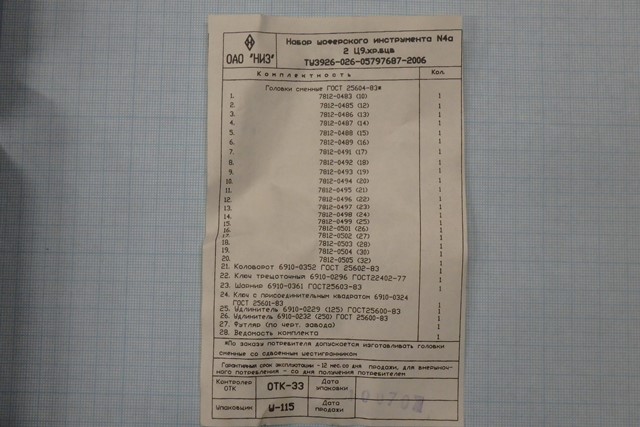 Набор шоферского инструмента N4а
2 Ц9.хр.бцв
ОАО "НИЗ"
ТУ3926-026-05797687-2006
Комплектность Кол.
Головки сменные ГОСТ 25604-83*
1. 7812-0483 (10) 1
2. 7812-0485 (12) 1
3. 7812-0486 (13) 1
4. 7812-0487 (14) 1
5. 7812-0488 (15) 1
6. 7812-0489 (16) 1
7. 7812-0491 (17) 1
8. 7812-0492 (18) 1
9. 7812-0493 (19) 1
10. 7812-0494 (20) 1
11. 7812-0495 (21) 1
12. 7812-0496 (22) 1
13. 7812-0497 (23) 1
14. 7812-0498 (24) 1
15. 7812-0499 (25) 1
16. 7812-0501 (26) 1
17. 7812-0502 (27) 1
18. 7812-0503 (28) 1
19. 7812-0504 (30) 1
20. 7812-0505 (32) 1
21. Коловорот 6910-0352 ГОСТ 25602-83 1
22. Ключ трещоточный 6910-0296 ГОСТ22402-77 1
23. Шарнир 6910-0361 ГОСТ25603-83 1
24. Ключ с присоединительным квадратом 6910-0324
ГОСТ 25601-83 1
25. Удлинитель 6910-0229 (125) ГОСТ25600-83 1
26. Удлинитель 6910-0232 (250) ГОСТ 25600-83 1
27. Футляр (по черт. завода) 1
28. Ведомость комплекта 1
*По заказу потребителя допускается изготавливать головки
сменные со сдвоенным шестигранником
Гарантийный срок эксплуатации - 12 мес.со дня продажи, для внерыноч-
ного потребления - со дня получения потребителем
Контролер ОТК ОТК-33 Дата упаковки
Упаковщик Ш-115 Дата продажи